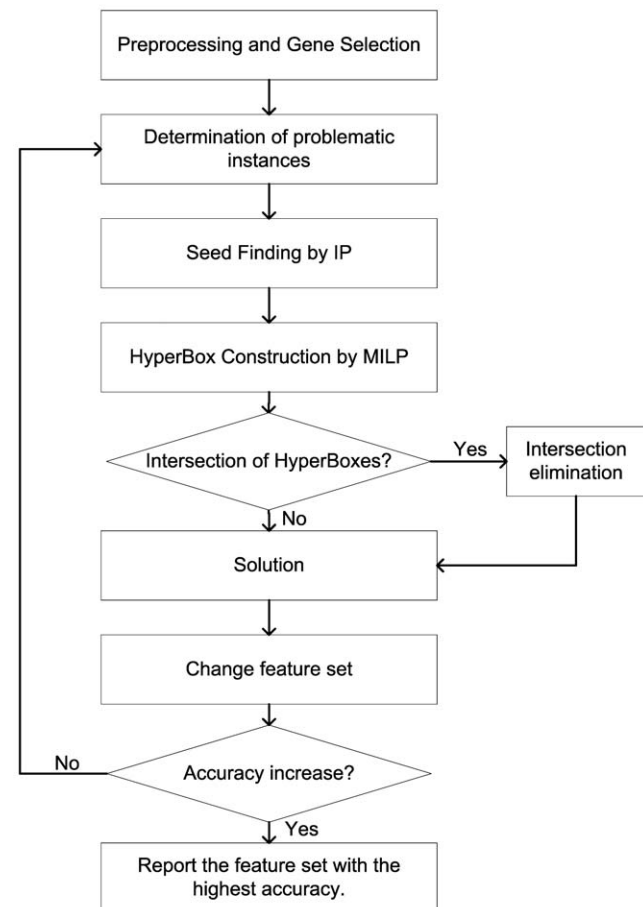 Preprocessing and Gene Selection
Determination of problematic
instances
Seed Finding by IP
HyperBox Construction by MILP
Intersection of HyperBoxes?
Yes
Intersection
elimination
No
Solution
Change feature set
No
Accuracy increase?
Yes
Report the feature set with the
highest accuracy.